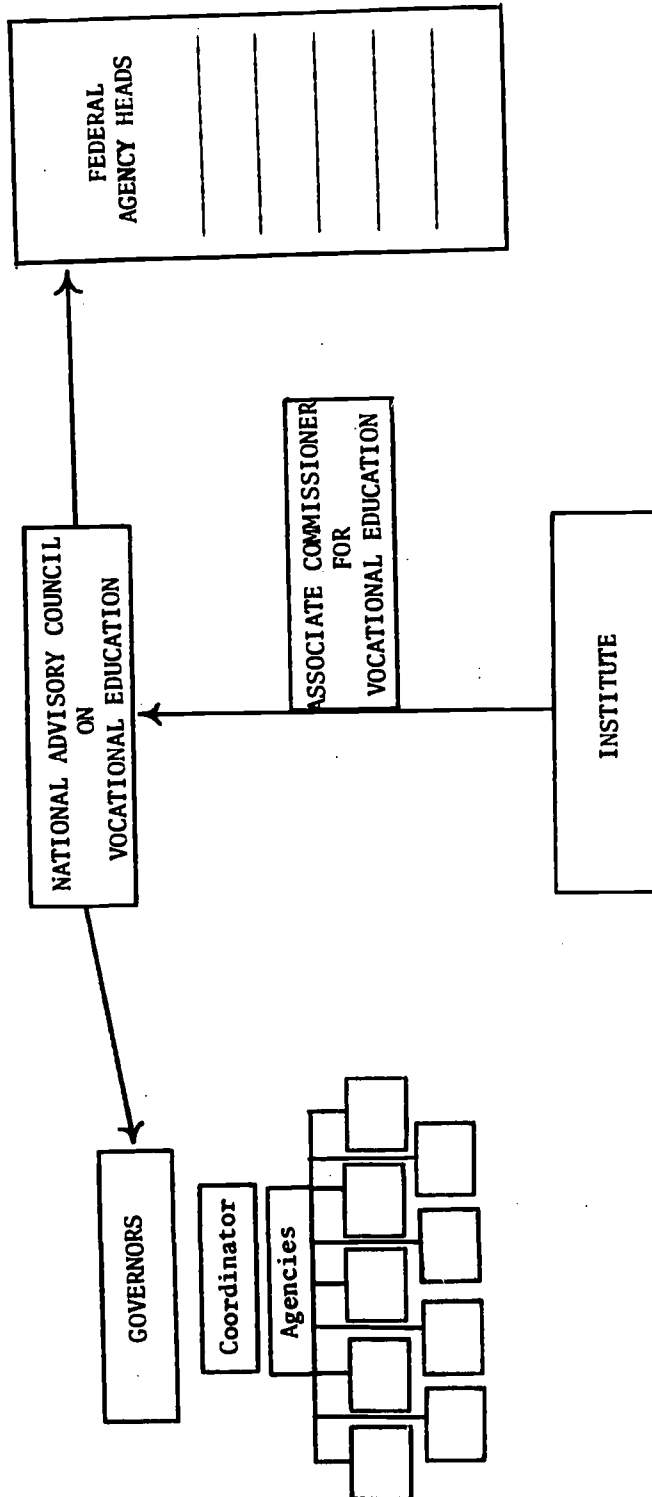 NATIONAL ADVISORY COUNCIL
ON
VOCATIONAL EDUCATION
GOVERNORS
FEDERAL
AGENCY HEADS
Coordinator
Agencies
ASSOCIATE COMMISSIONER
FOR
VOCATIONAL EDUCATION
INSTITUTE